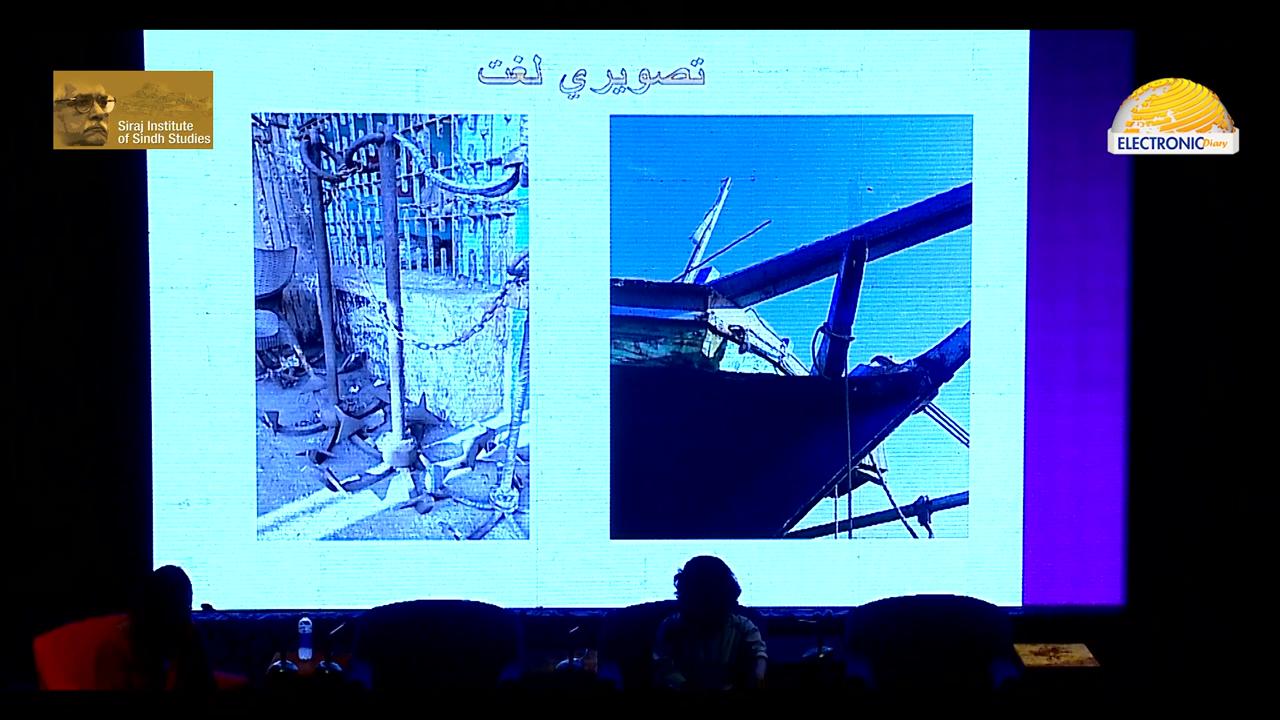 تصويري لغت
Siraj Institute
of Sindh Studies
ELECTRONIC Diary